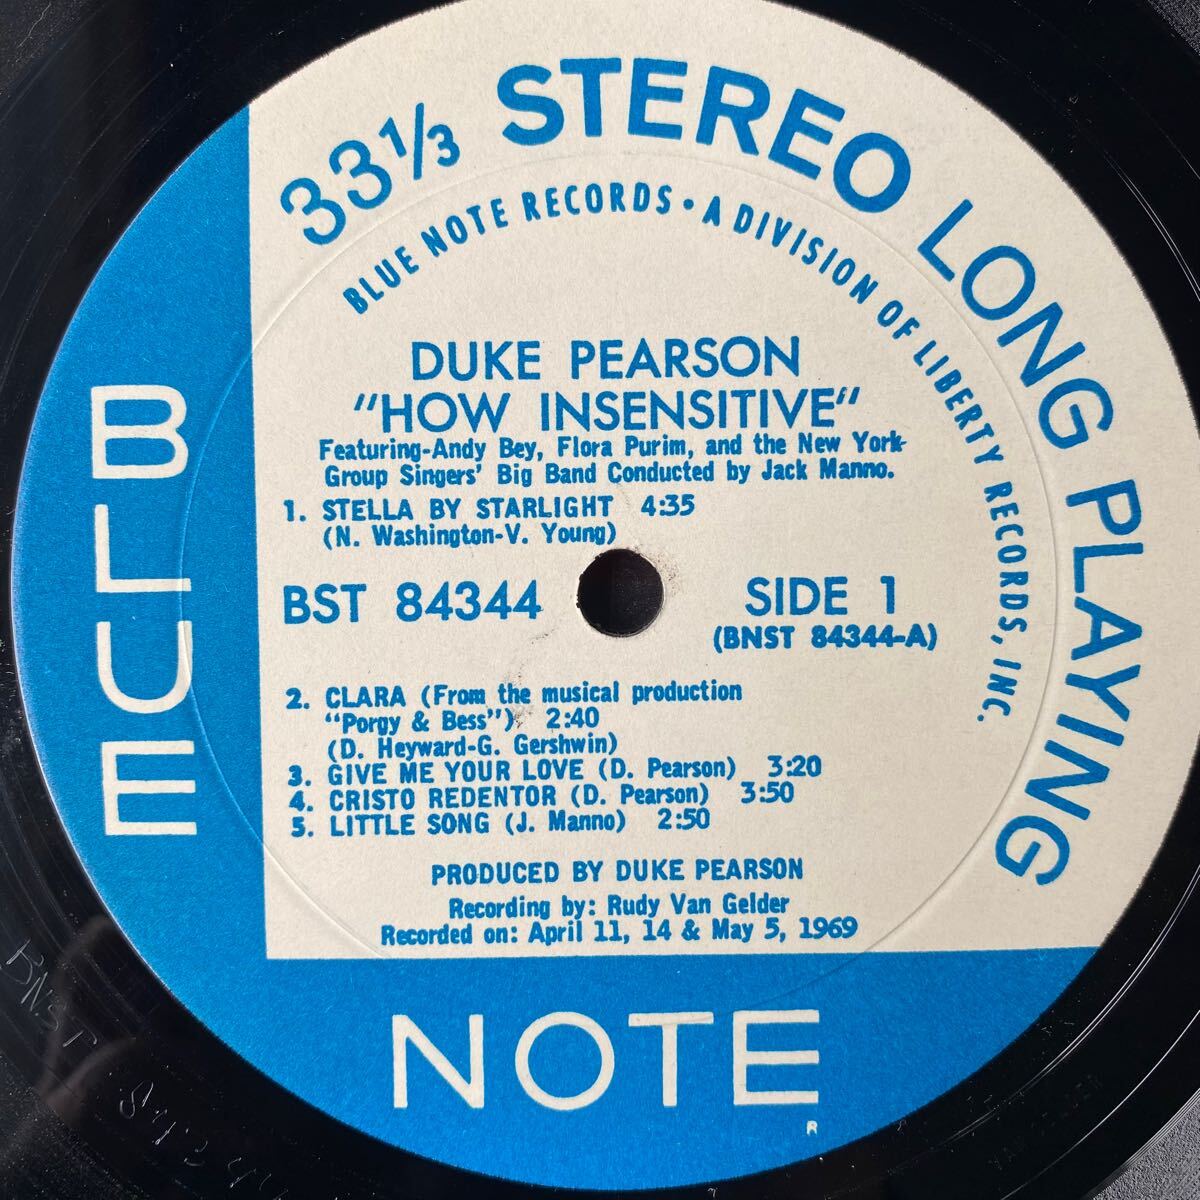 33 1/3 STEREO LONG PLAYING
BLUE NOTE RECORDS • A DIVISION OF LIBERTY RECORDS, INC.
DUKE PEARSON
"HOW INSENSITIVE"
Featuring-Andy Bey, Flora Purim, and the New York
Group Singers' Big Band Conducted by Jack Manno.
1. STELLA BY STARLIGHT 4:35
(N. Washington-V. Young)
BST 84344
SIDE 1
(BNST 84344-A)
2. CLARA (From the musical production
"Porgy & Bess") 2:40
(D. Heyward-G. Gershwin)
3. GIVE ME YOUR LOVE (D. Pearson) 3:20
4. CRISTO REDENTOR (D. Pearson) 3:50
5. LITTLE SONG (J. Manno) 2:50
PRODUCED BY DUKE PEARSON
Recording by: Rudy Van Gelder
Recorded on: April 11, 14 & May 5, 1969
BLUE
NOTE
R
BNST
VAN GELDER